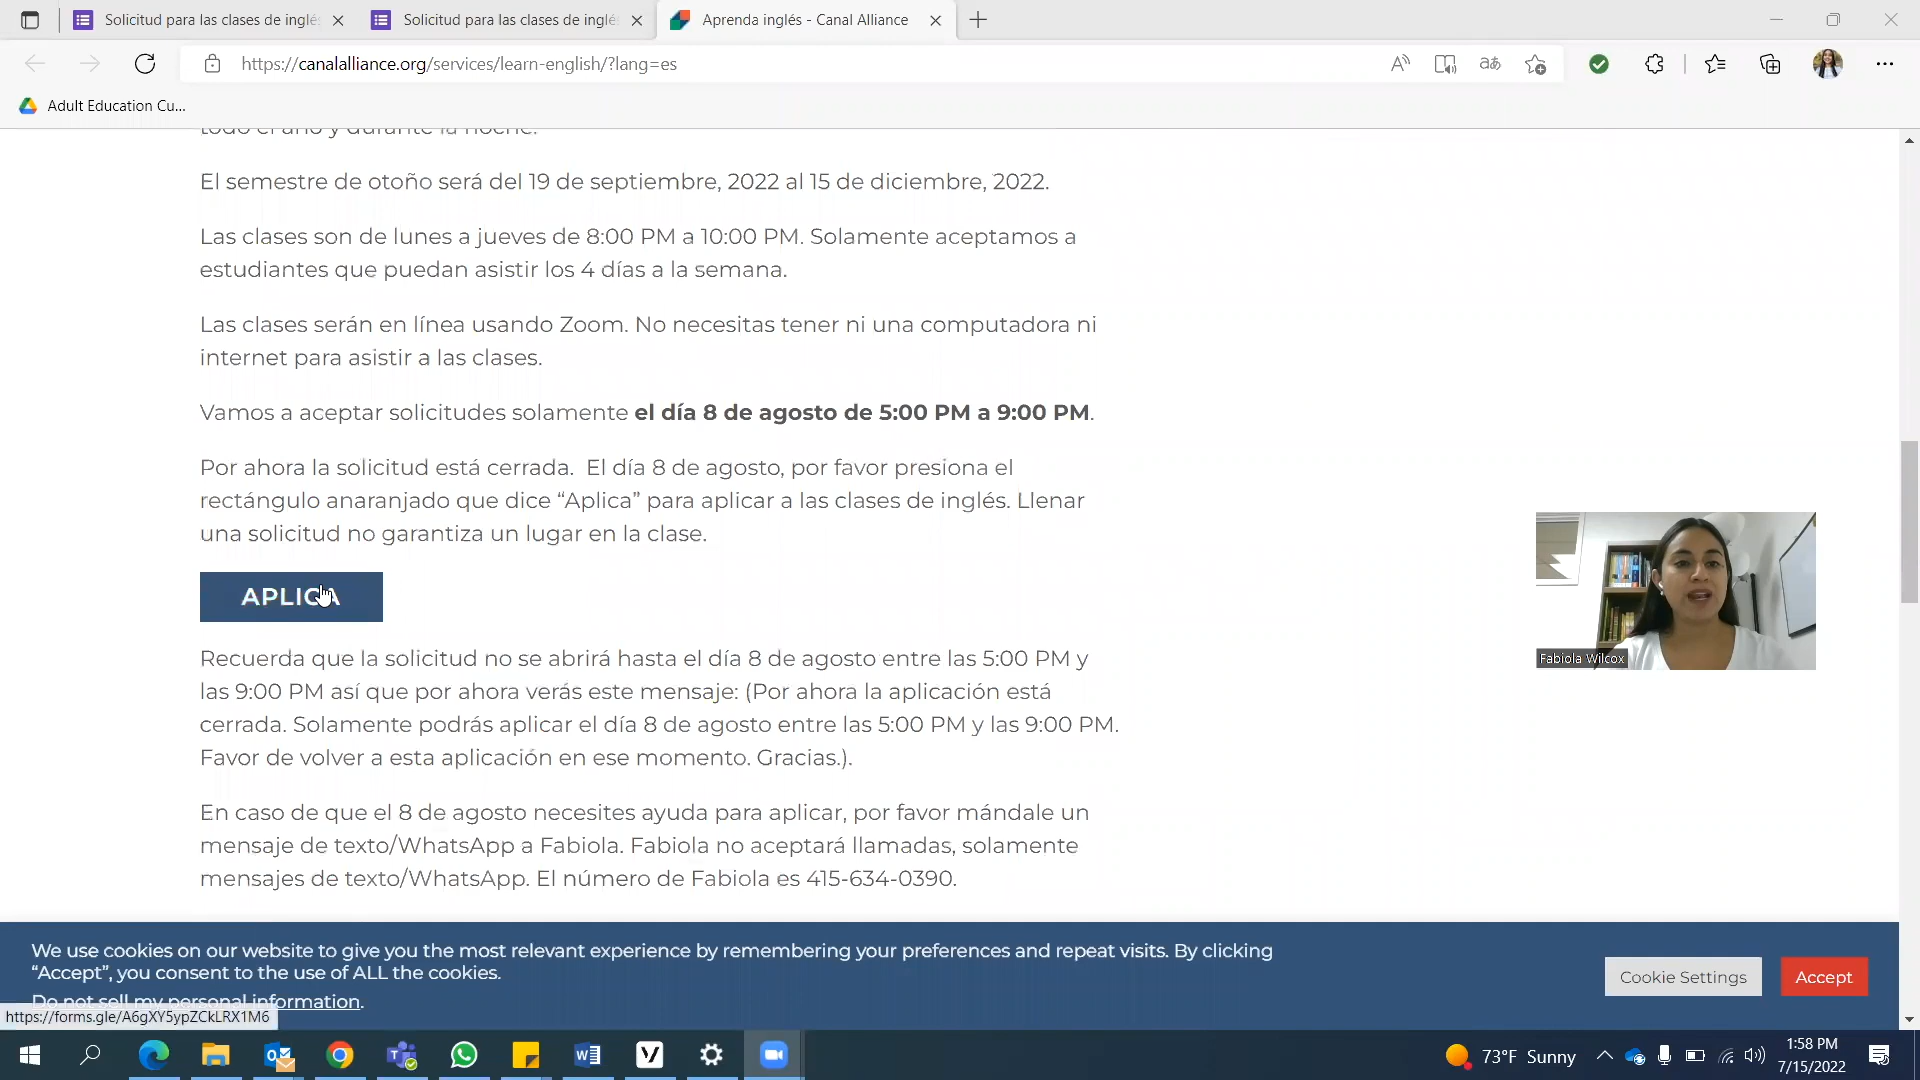 Solicitud para las clases de inglé
Solicitud para las clases de inglé
Aprenda inglés - Canal Alliance
https://canalalliance.org/services/learn-english/?lang=es
Adult Education Cu...
todo el año y durante la noche.
El semestre de otoño será del 19 de septiembre, 2022 al 15 de diciembre, 2022.
Las clases son de lunes a jueves de 8:00 PM a 10:00 PM. Solamente aceptamos a
estudiantes que puedan asistir los 4 días a la semana.
Las clases serán en línea usando Zoom. No necesitas tener ni una computadora ni
internet para asistir a las clases.
Vamos a aceptar solicitudes solamente el día 8 de agosto de 5:00 PM a 9:00 PM.
Por ahora la solicitud está cerrada. El día 8 de agosto, por favor presiona el
rectángulo anaranjado que dice “Aplica” para aplicar a las clases de inglés. Llenar
una solicitud no garantiza un lugar en la clase.
APLICA
Recuerda que la solicitud no se abrirá hasta el día 8 de agosto entre las 5:00 PM y
las 9:00 PM así que por ahora verás este mensaje: (Por ahora la aplicación está
cerrada. Solamente podrás aplicar el día 8 de agosto entre las 5:00 PM y las 9:00 PM.
Favor de volver a esta aplicación en ese momento. Gracias.).
En caso de que el 8 de agosto necesites ayuda para aplicar, por favor mándale un
mensaje de texto/WhatsApp a Fabiola. Fabiola no aceptará llamadas, solamente
mensajes de texto/WhatsApp. El número de Fabiola es 415-634-0390.
Fabiola Wilcox
We use cookies on our website to give you the most relevant experience by remembering your preferences and repeat visits. By clicking
“Accept”, you consent to the use of ALL the cookies.
Do not sell my personal information.
Cookie Settings
Accept
https://forms.gle/A6gXY5ypZCkLRX1M6
73°F Sunny
1:58 PM
7/15/2022